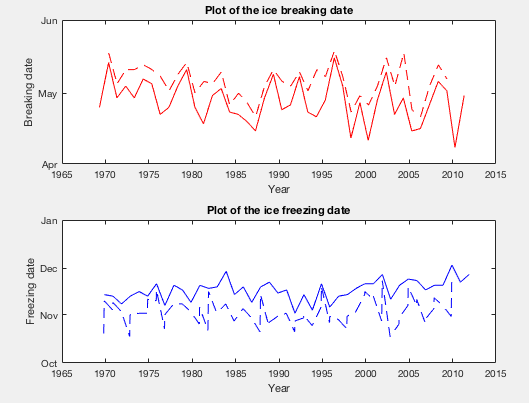 Plot of the ice breaking date
Jun
May
Apr
Breaking date
1965 1970 1975 1980 1985 1990 1995 2000 2005 2010 2015
Year
Plot of the ice freezing date
Jan
Dec
Nov
Oct
Freezing date
1965 1970 1975 1980 1985 1990 1995 2000 2005 2010 2015
Year